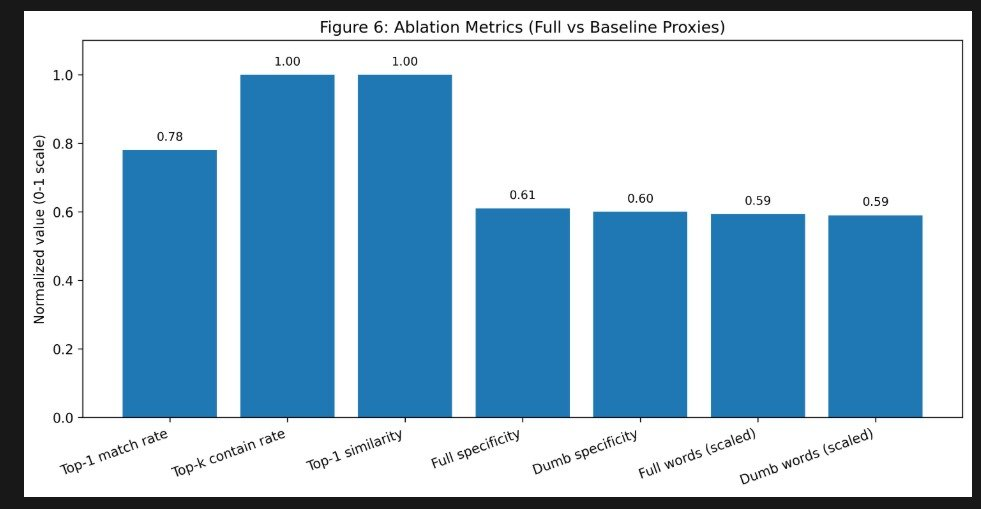 Figure 6: Ablation Metrics (Full vs Baseline Proxies)
Normalized value (0-1 scale)
1.0
0.8
0.6
0.4
0.2
0.0
0.78
1.00
1.00
0.61
0.60
0.59
0.59
Top-1 match rate
Top-k contain rate
Top-1 similarity
Full specificity
Dumb specificity
Full words (scaled)
Dumb words (scaled)